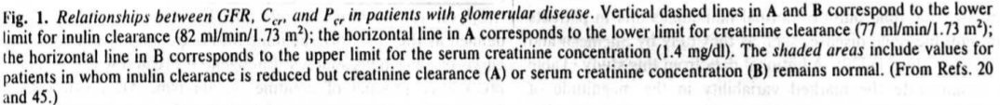 Fig. 1. Relationships between GFR, Ccr, and Pcr in patients with glomerular disease. Vertical dashed lines in A and B correspond to the lower
limit for inulin clearance (82 ml/min/1.73 m²); the horizontal line in A corresponds to the lower limit for creatinine clearance (77 ml/min/1.73 m²);
the horizontal line in B corresponds to the upper limit for the serum creatinine concentration (1.4 mg/dl). The shaded areas include values for
patients in whom inulin clearance is reduced but creatinine clearance (A) or serum creatinine concentration (B) remains normal. (From Refs. 20
and 45.)